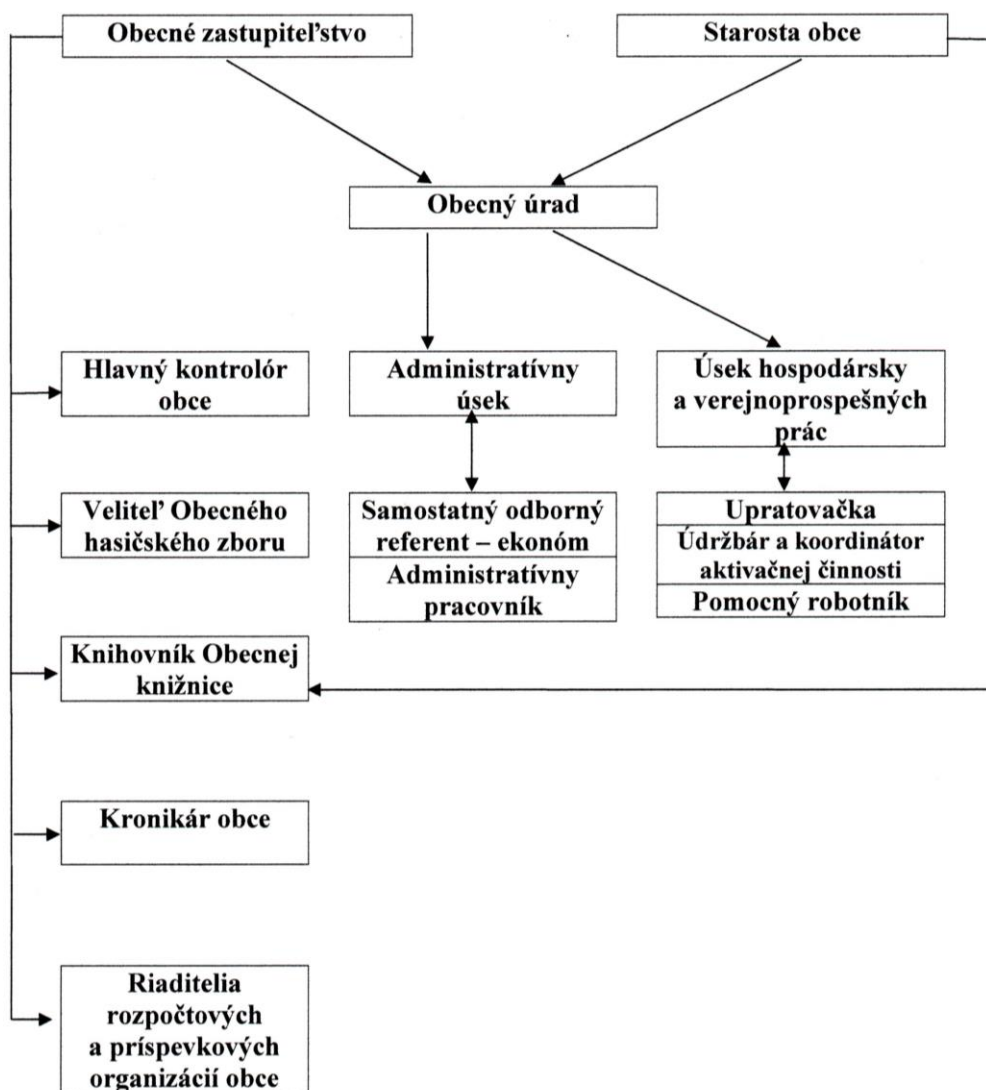 Obecné zastupiteľstvo
Starosta obce
Obecný úrad
Hlavný kontrolór
obce
Administratívny
úsek
Úsek hospodársky
a verejnoprospešných
prác
Veliteľ Obecného
hasičského zboru
Samostatný odborný
referent – ekonóm
Administratívny
pracovník
Upratovačka
Údržbár a koordinátor
aktivačnej činnosti
Pomocný robotník
Knihovník Obecnej
knižnice
Kronikár obce
Riaditelia
rozpočtových
a príspevkových
organizácií obce